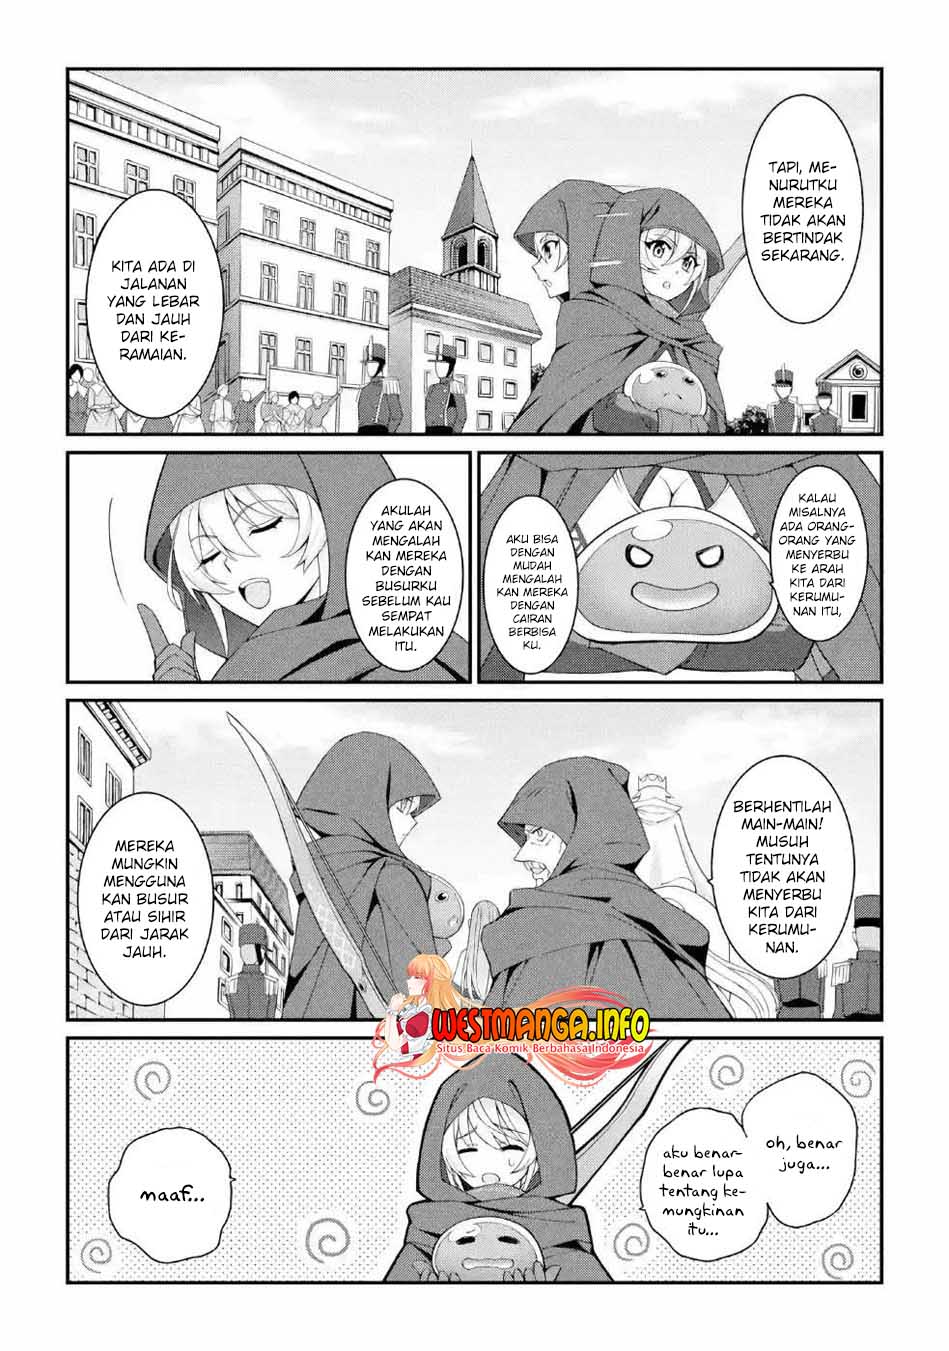 TAPI, ME-
NURUTKU
MEREKA
TIDAK AKAN
BERTINDAK
SEKARANG.
KITA ADA DI
JALANAN
YANG LEBAR
DAN JAUH
DARI KE-
RAMAIAN.
KALAU
MISALNYA
ADA ORANG-
ORANG YANG
MENYERBU
KE ARAH
KITA DARI
KERUMU-
NAN ITU,
AKU BISA
DENGAN
MUDAH
MENGALAH
KAN MEREKA
DENGAN
CAIRAN
BERBISA
KU.
AKULAH
YANG AKAN
MENGALAH
KAN MEREKA
DENGAN
BUSURKU
SEBELUM KAU
SEMPAT
MELAKUKAN
ITU.
BERHENTILAH
MAIN-MAIN!
MUSUH
TENTUNYA
TIDAK AKAN
MENYERBU
KITA DARI
KERUMU-
NAN.
MEREKA
MUNGKIN
MENGGUNA
KAN BUSUR
ATAU SIHIR
DARI JARAK
JAUH.
WESTMANGA.INFO
Situs Baca Komik Berbahasa Indonesia
oh, benar
juga...
aku benar-
benar lupa
tentang ke-
mungkinan
itu...
maaf...